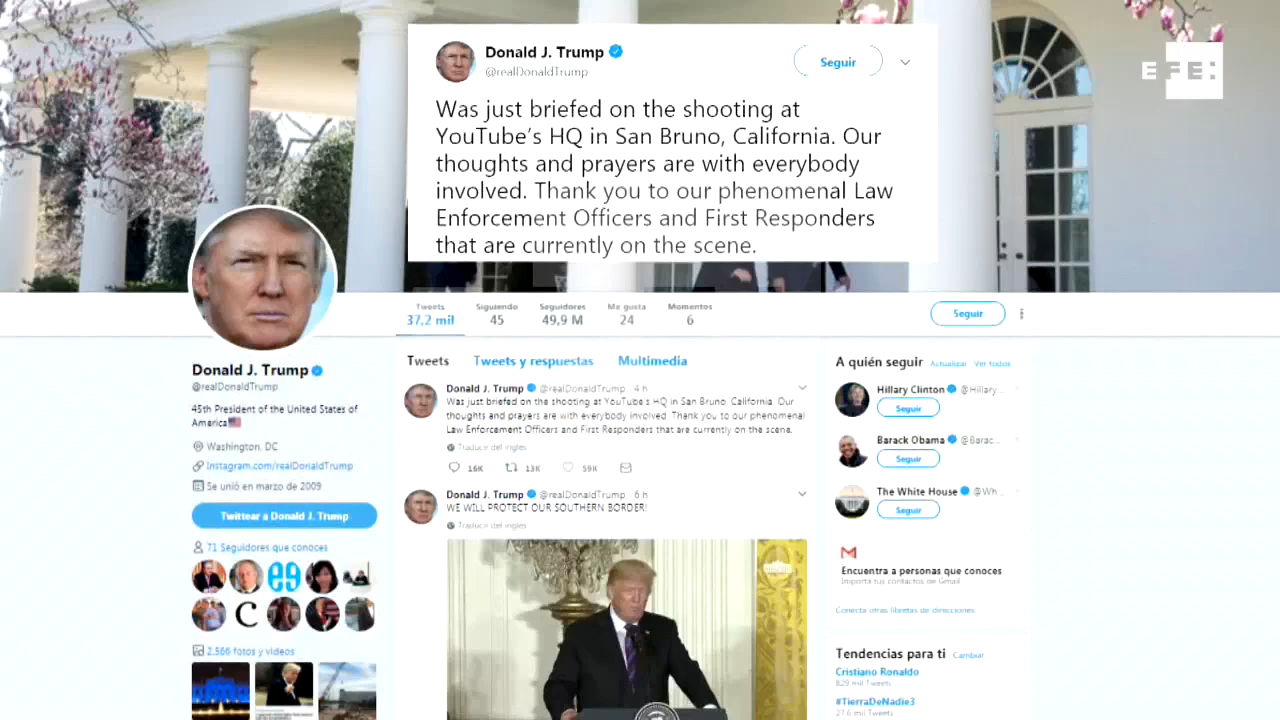 EFE:
Donald J. Trump
@realDonaldTrump
Seguir
Was just briefed on the shooting at
YouTube's HQ in San Bruno, California. Our
thoughts and prayers are with everybody
involved. Thank you to our phenomenal Law
Enforcement Officers and First Responders
that are currently on the scene.
Tweets
37,2 mil
Siguiendo
45
Seguidores
49,9 M
Me gusta
24
Momentos
6
Seguir
Donald J. Trump
@realDonaldTrump
45th President of the United States of
America
Washington, DC
Instagram.com/realDonaldTrump
Se unió en marzo de 2009
Twittear a Donald J. Trump
71 Seguidores que conoces
2.566 fotos y videos
Tweets
Tweets y respuestas
Multimedia
Donald J. Trump @realDonaldTrump 4 h
Was just briefed on the shooting at YouTube's HQ in San Bruno, California. Our
thoughts and prayers are with everybody involved. Thank you to our phenomenal
Law Enforcement Officers and First Responders that are currently on the scene.
Traducir del inglés
16K
13K
59K
Donald J. Trump @realDonaldTrump 6 h
WE WILL PROTECT OUR SOUTHERN BORDER!
Traducir del inglés
A quién seguir
Actualizar
Ver todos
Hillary Clinton @Hillary...
Seguir
Barack Obama @Barac...
Seguir
The White House @Wh...
Seguir
Encuentra a personas que conoces
Importa tus contactos de Gmail
Conecta otras libretas de direcciones
Tendencias para ti
Cambiar
Cristiano Ronaldo
829 mil Tweets
#TierraDeNadie3
27.6 mil Tweets